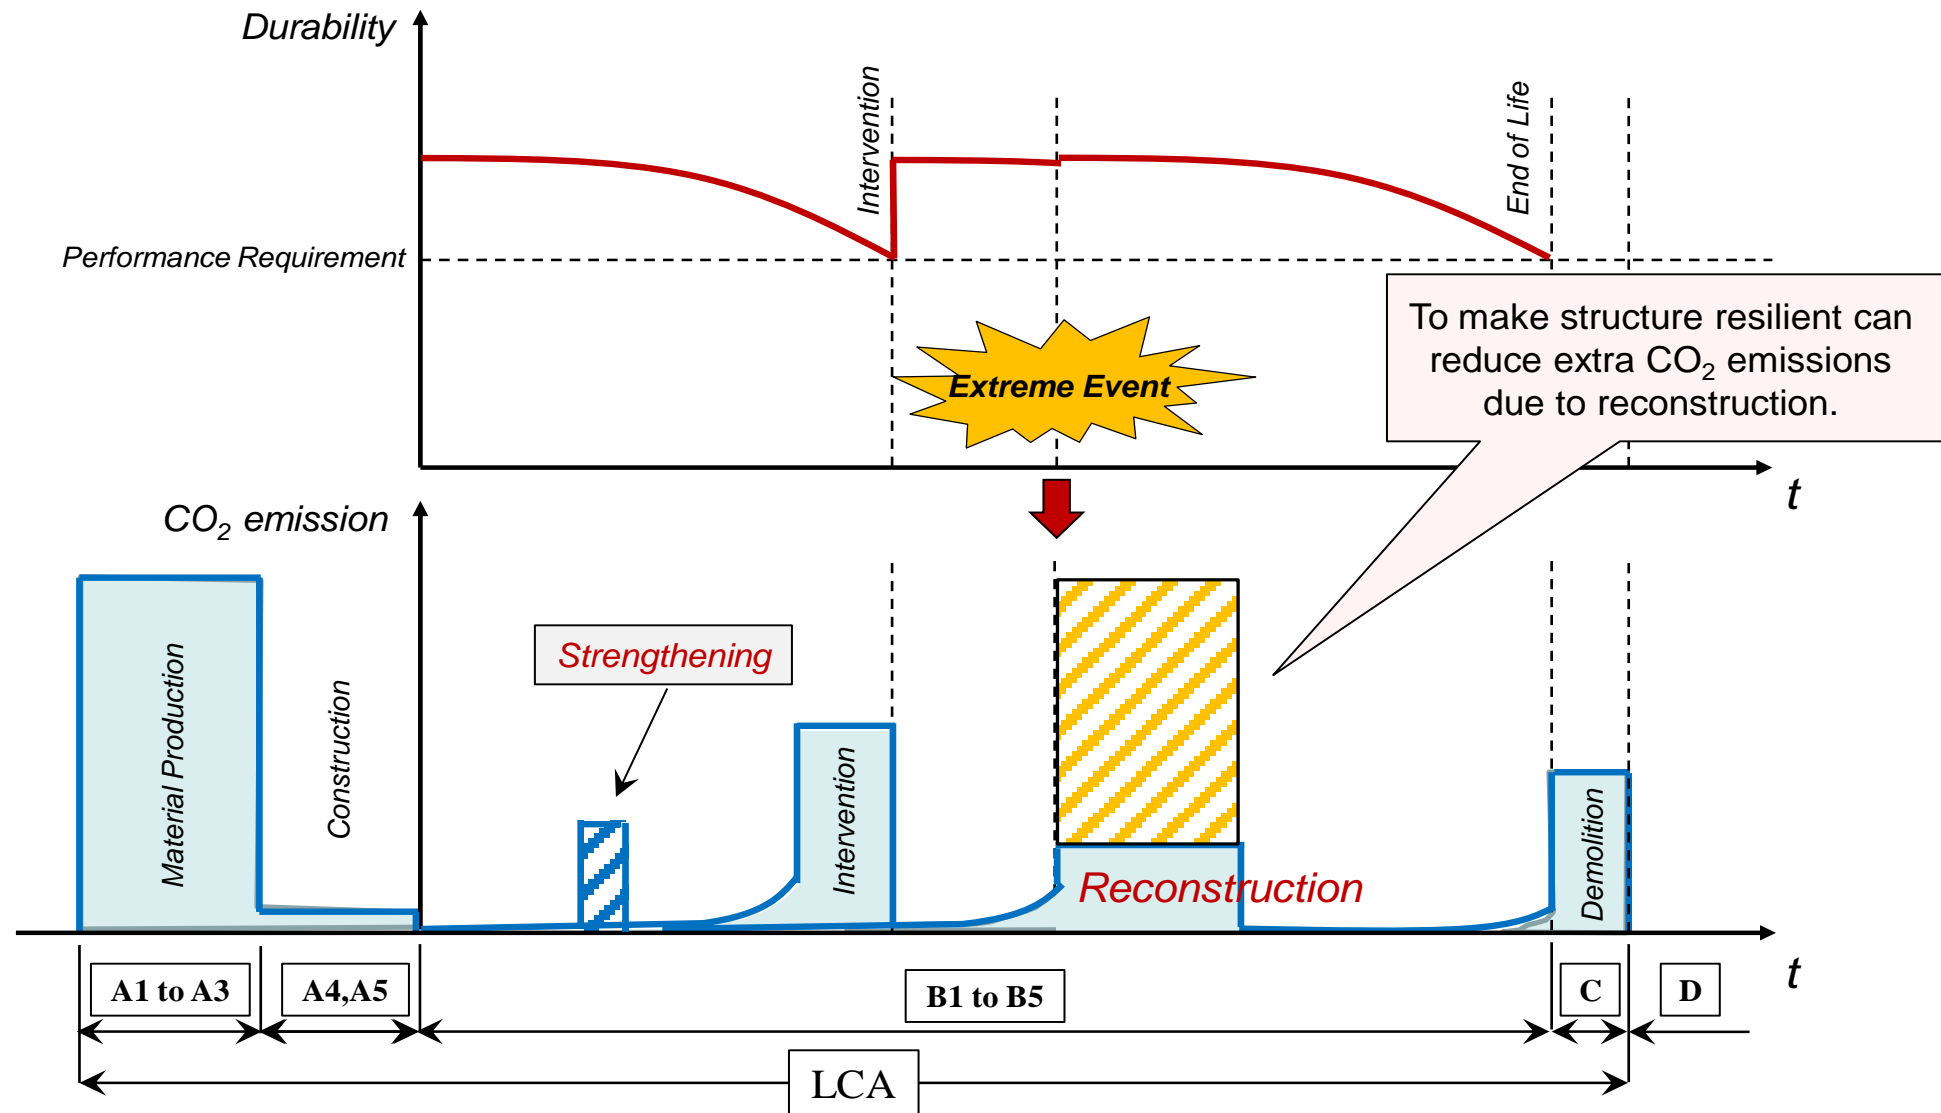 Durability
Intervention
End of Life
Performance Requirement
To make structure resilient can
reduce extra CO₂ emissions
due to reconstruction.
Extreme Event
t
CO₂ emission
Strengthening
Material Production
Construction
Intervention
Reconstruction
Demolition
t
A1 to A3
A4,A5
B1 to B5
C
D
LCA